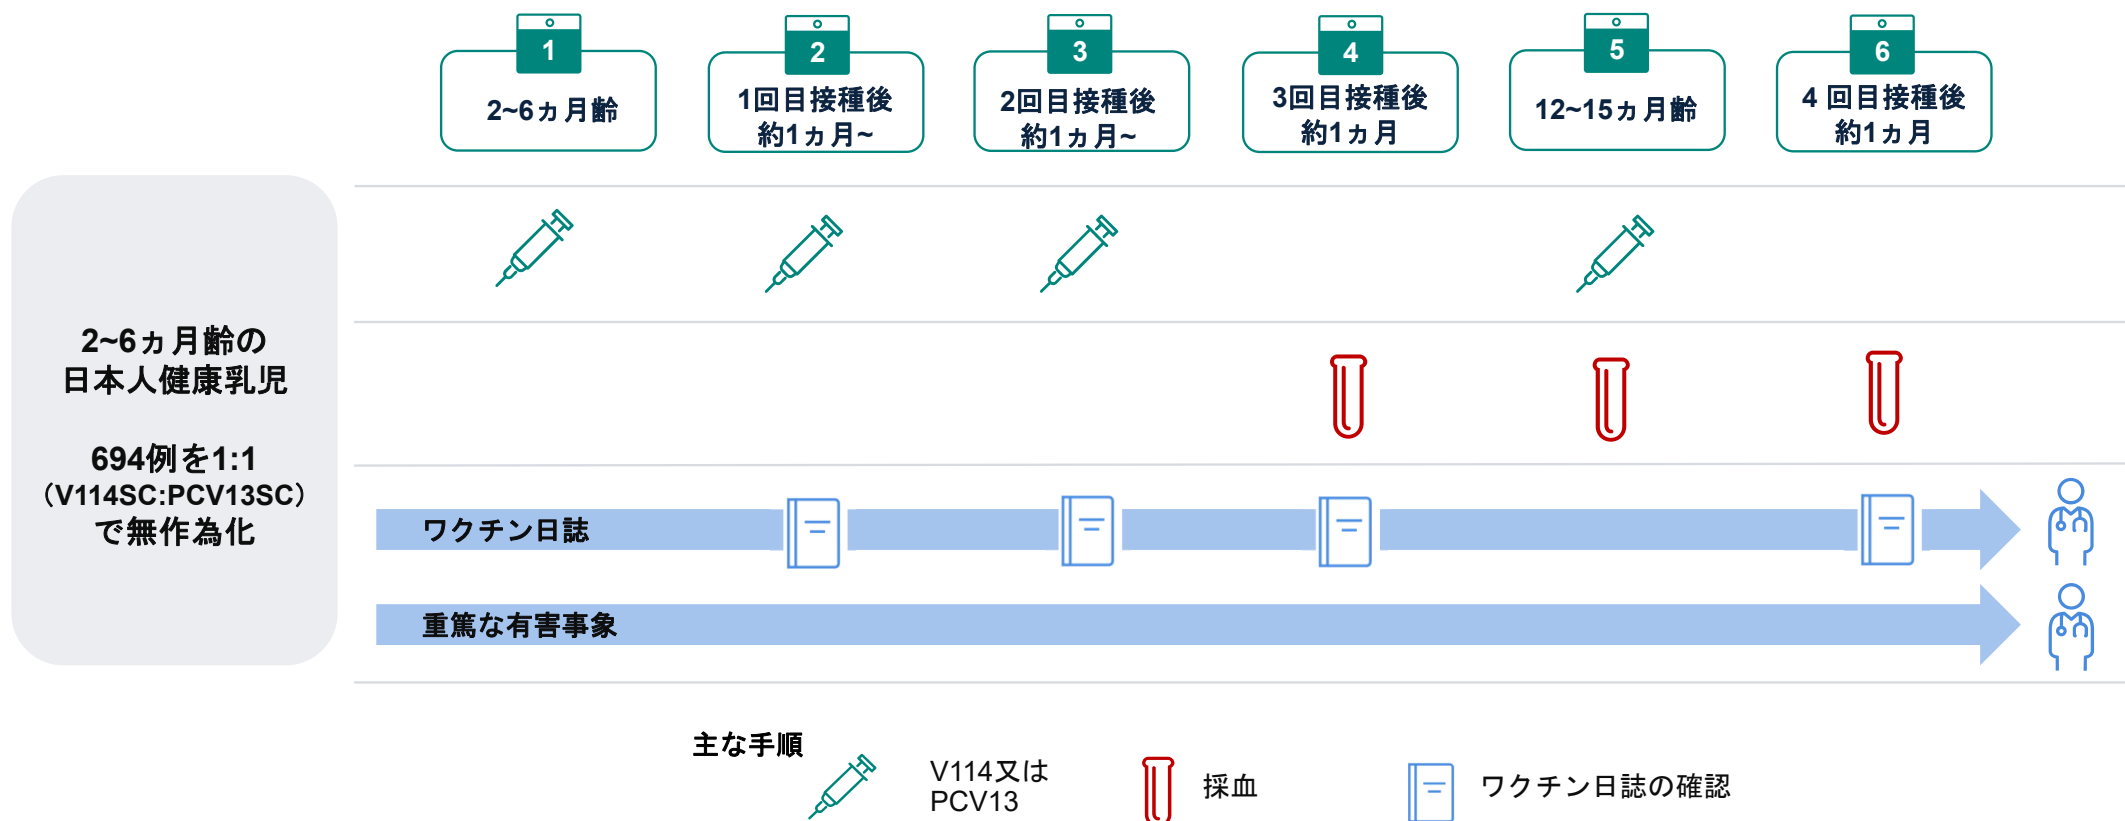 1
2~6ヵ月齢
2
1回目接種後
約1ヵ月~
3
2回目接種後
約1ヵ月~
4
3回目接種後
約1ヵ月
5
12~15ヵ月齢
6
4 回目接種後
約1ヵ月
2~6ヵ月齢の
日本人健康乳児
694例を1:1
（V114SC:PCV13SC）
で無作為化
ワクチン日誌
重篤な有害事象
主な手順
V114又は
PCV13
採血
ワクチン日誌の確認